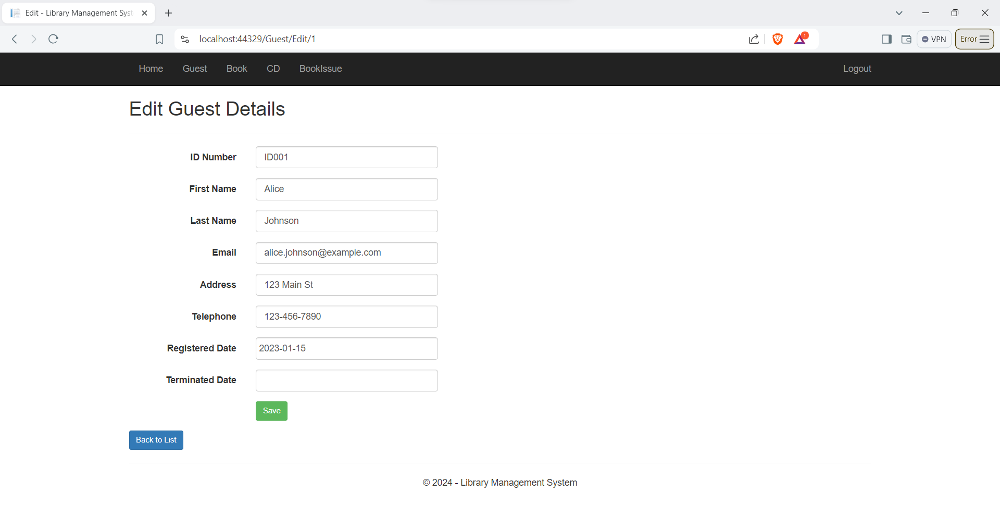 Edit - Library Management Syst
localhost:44329/Guest/Edit/1
1
VPN
Error
Home Guest Book CD BookIssue Logout
Edit Guest Details
ID Number ID001
First Name Alice
Last Name Johnson
Email alice.johnson@example.com
Address 123 Main St
Telephone 123-456-7890
Registered Date 2023-01-15
Terminated Date
Save
Back to List
© 2024 - Library Management System